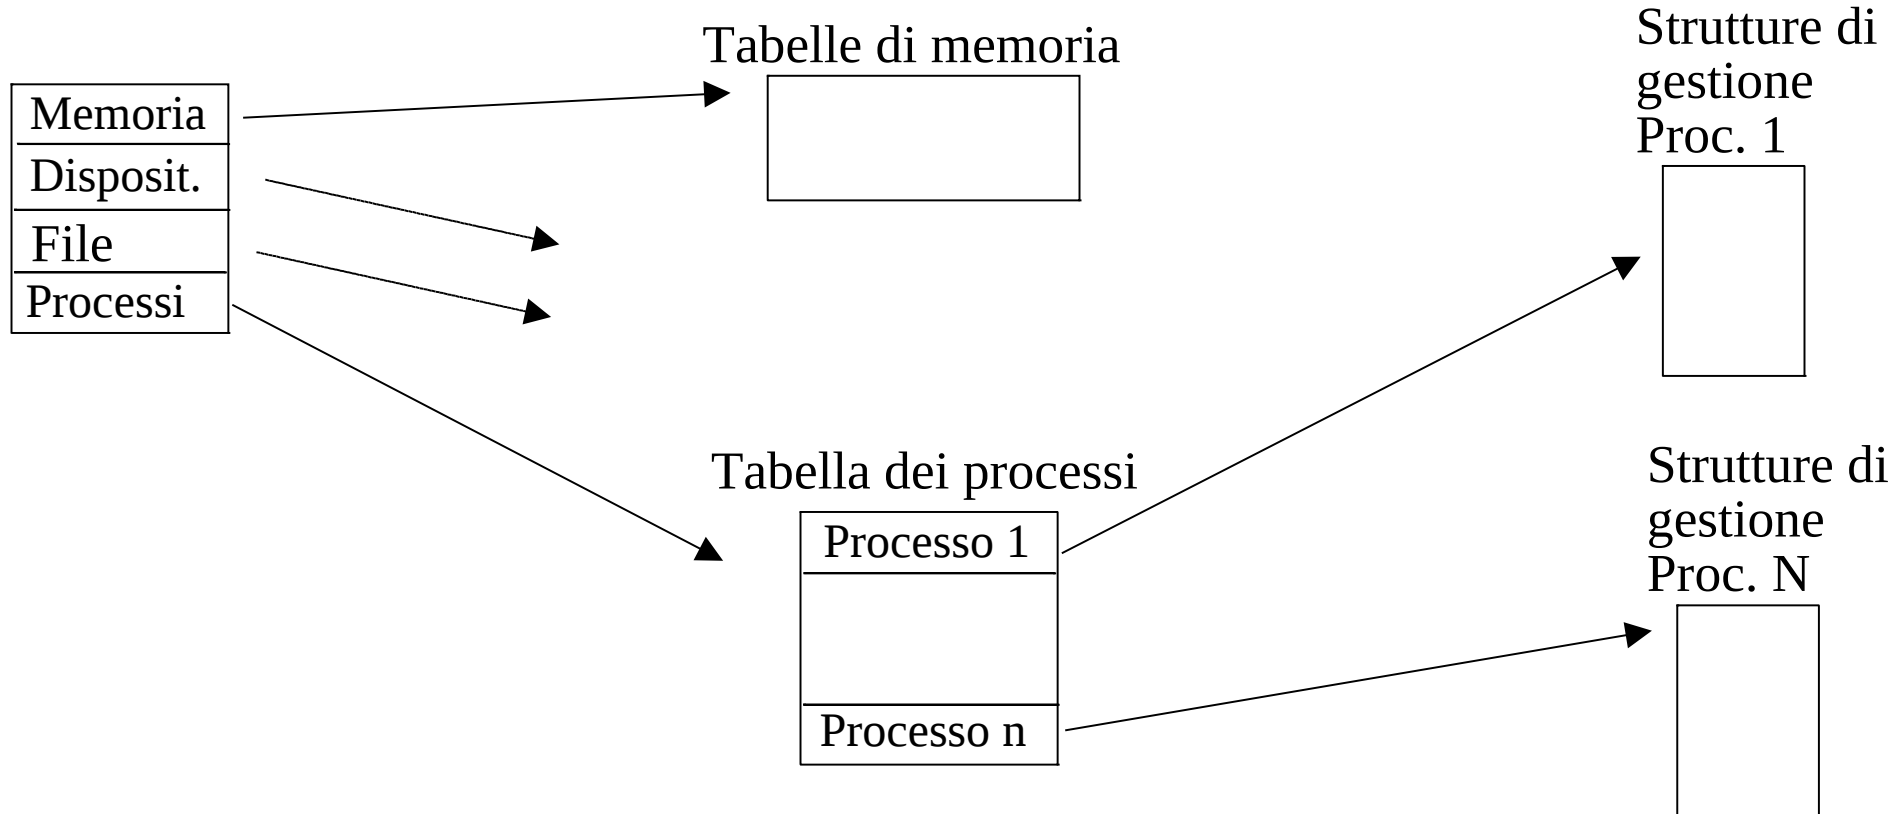 Memoria
Disposit.
File
Processi
Tabelle di memoria
Tabella dei processi
Processo 1
Processo n
Strutture di
gestione
Proc. 1
Strutture di
gestione
Proc. N